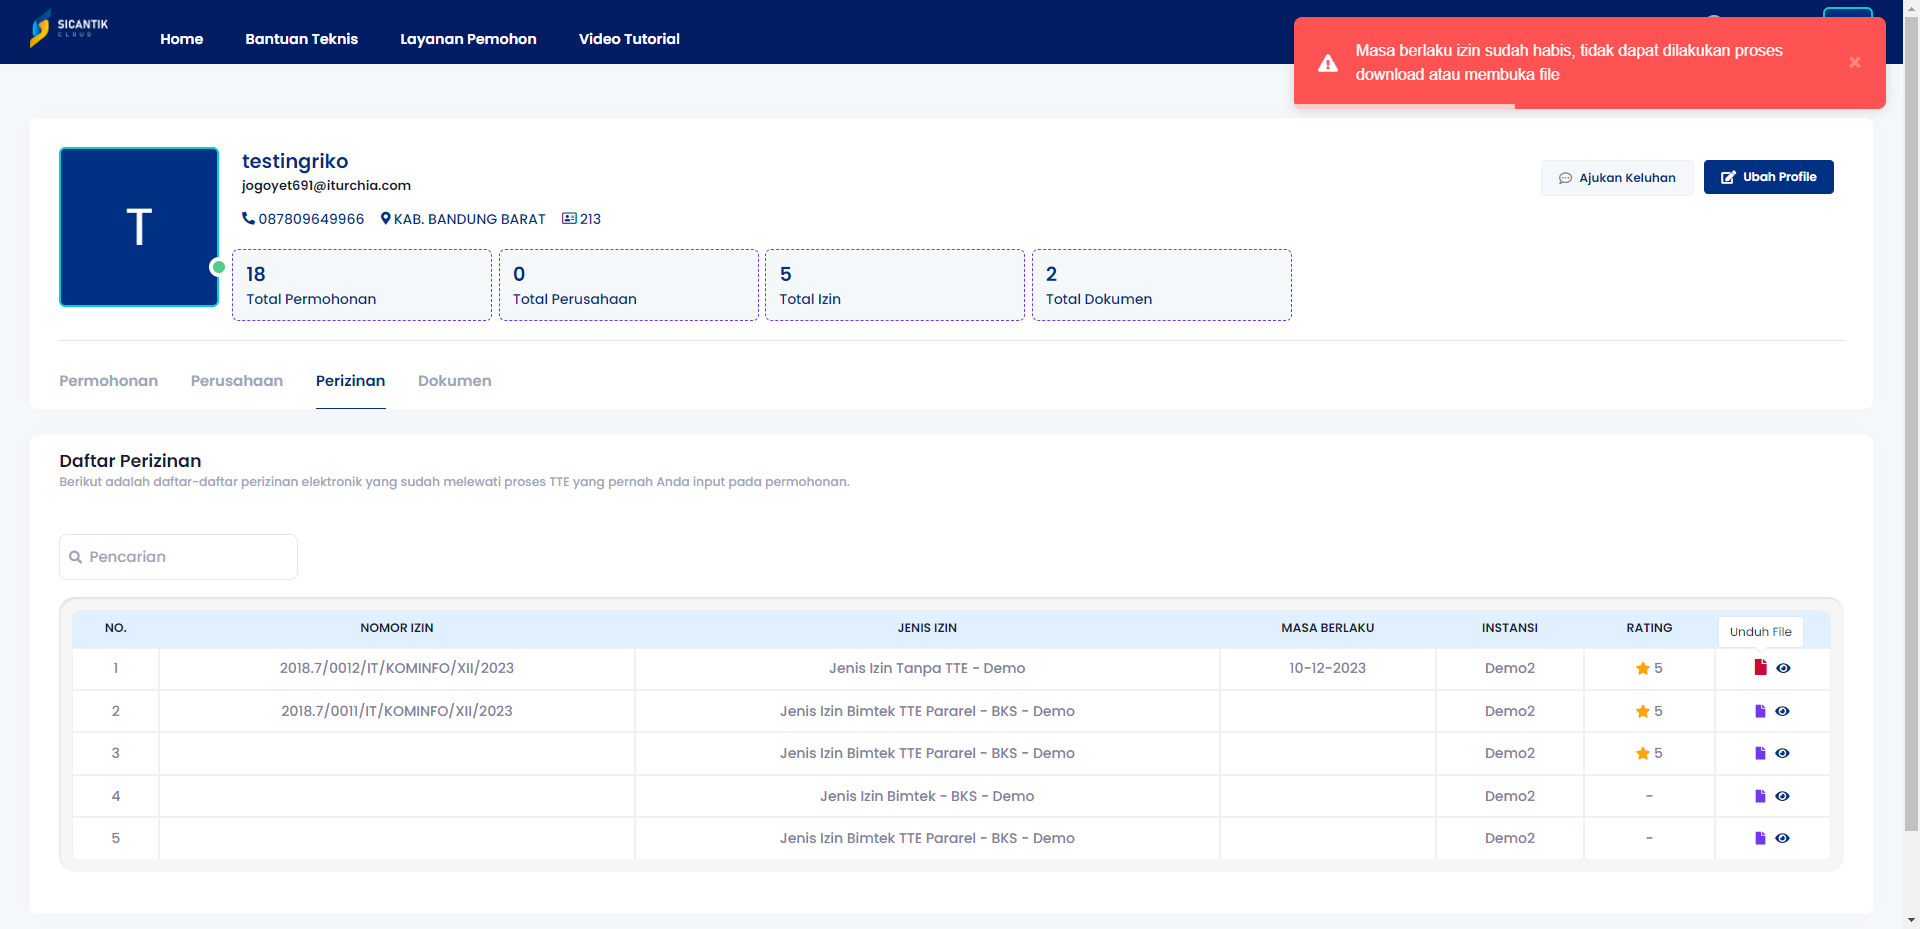 SICANTIK
CLOUD
Home
Bantuan Teknis
Layanan Pemohon
Video Tutorial
Masa berlaku izin sudah habis, tidak dapat dilakukan proses
download atau membuka file
T
testingriko
jogoyet691@iturchia.com
087809649966
KAB. BANDUNG BARAT
213
Ajukan Keluhan
Ubah Profile
18
Total Permohonan
0
Total Perusahaan
5
Total Izin
2
Total Dokumen
Permohonan
Perusahaan
Perizinan
Dokumen
Daftar Perizinan
Berikut adalah daftar-daftar perizinan elektronik yang sudah melewati proses TTE yang pernah Anda input pada permohonan.
Pencarian
NO. NOMOR IZIN JENIS IZIN MASA BERLAKU INSTANSI RATING
Unduh File
1 2018.7/0012/IT/KOMINFO/XII/2023 Jenis Izin Tanpa TTE - Demo 10-12-2023 Demo2 5
2 2018.7/0011/IT/KOMINFO/XII/2023 Jenis Izin Bimtek TTE Pararel - BKS - Demo Demo2 5
3 Jenis Izin Bimtek TTE Pararel - BKS - Demo Demo2 5
4 Jenis Izin Bimtek - BKS - Demo Demo2 -
5 Jenis Izin Bimtek TTE Pararel - BKS - Demo Demo2 -